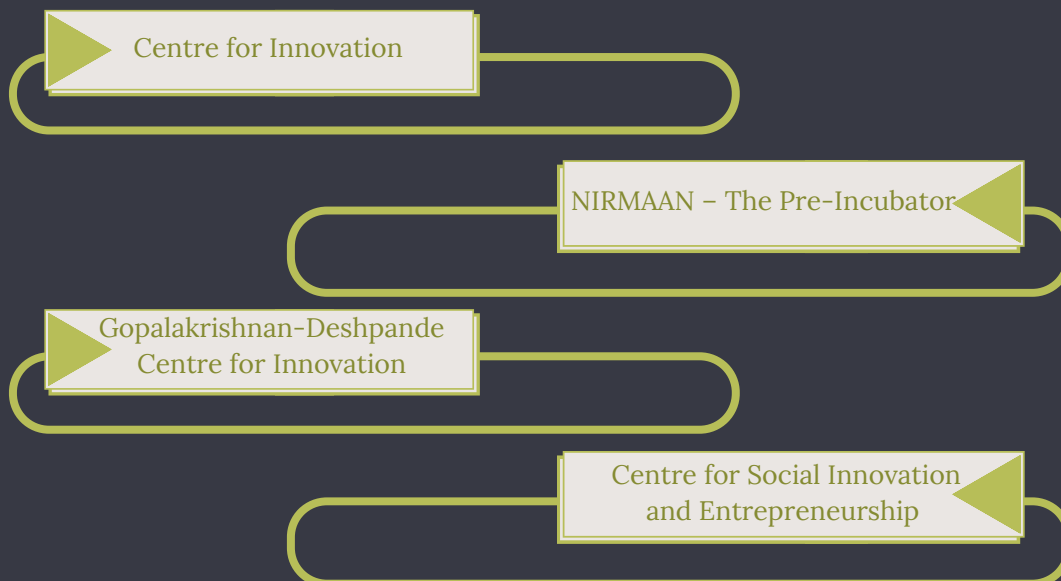 Centre for Innovation
NIRMAAN – The Pre-Incubator
Gopalakrishnan-Deshpande
Centre for Innovation
Centre for Social Innovation
and Entrepreneurship